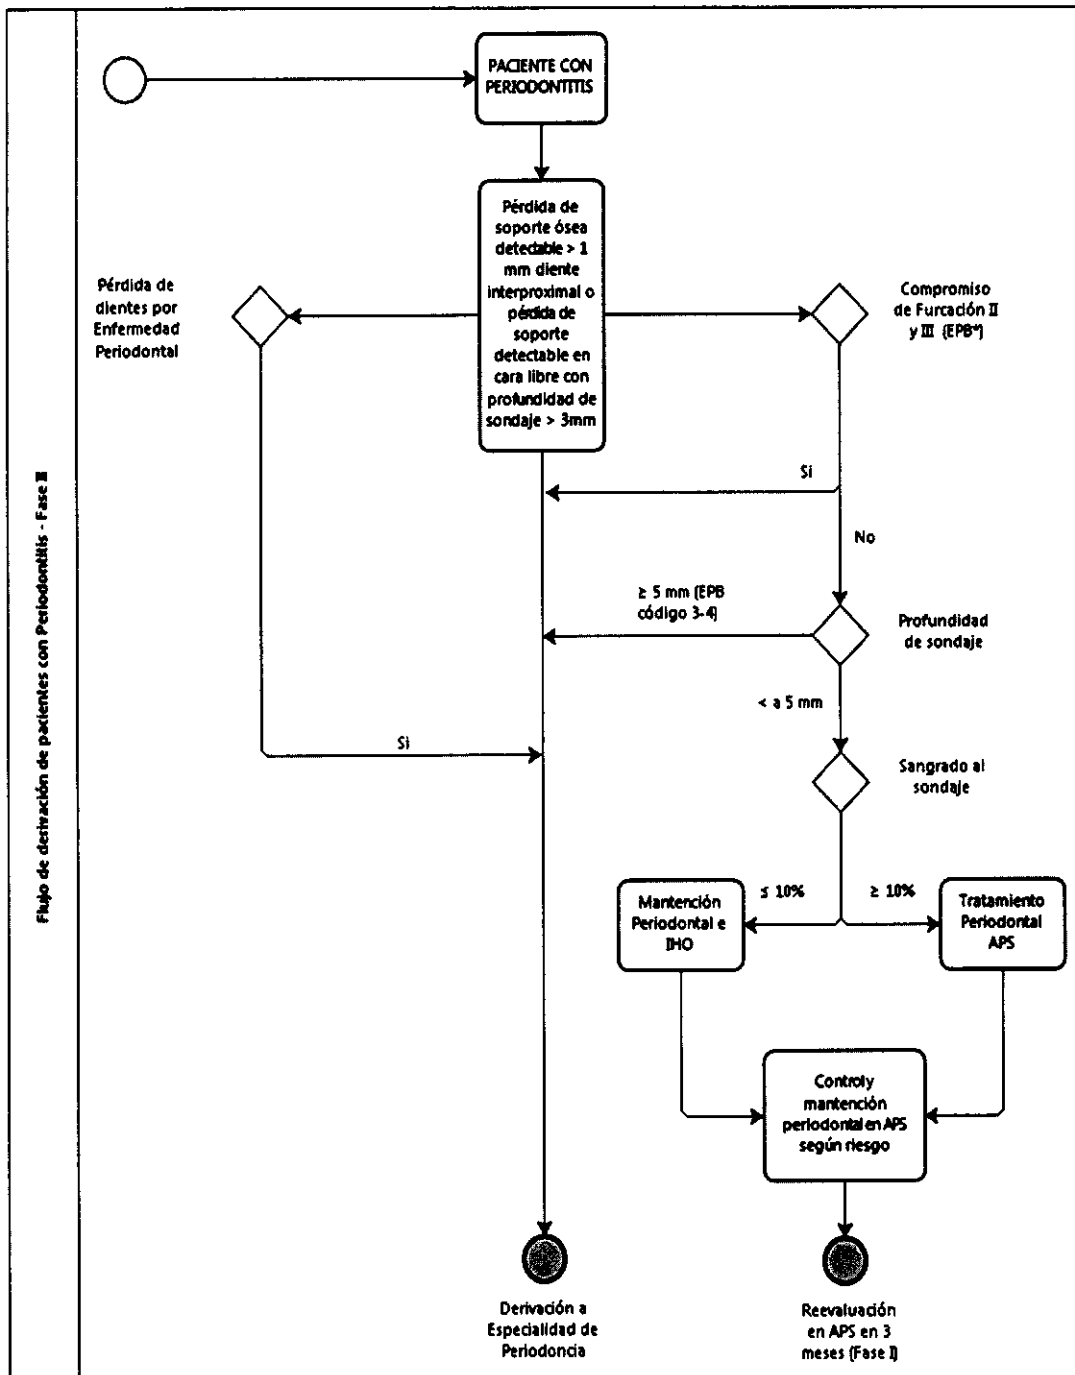 Flujo de derivación de pacientes con Periodontitis - Fase II
PACIENTE CON
PERIODONTITIS
Pérdida de
soporte ósea
detectable > 1
mm diente
interproximal o
pérdida de
soporte
detectable en
cara libre con
profundidad de
sondaje > 3mm
Pérdida de
dientes por
Enfermedad
Periodontal
Compromiso
de Furcación II
y III (EPB*)
Si
No
≥ 5 mm (EPB
código 3-4)
Profundidad
de sondaje
< a 5 mm
Si
Sangrado al
sondaje
≤ 10%
≥ 10%
Mantención
Periodontal e
IHO
Tratamiento
Periodontal
APS
Control y
mantención
periodontal en APS
según riesgo
Derivación a
Especialidad de
Periodoncia
Reevaluación
en APS en 3
meses (Fase I)